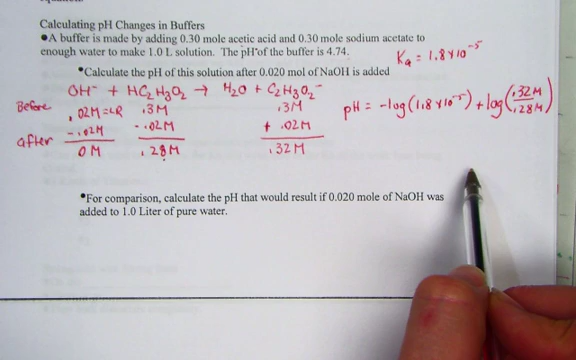 Calculating pH Changes in Buffers
•A buffer is made by adding 0.30 mole acetic acid and 0.30 mole sodium acetate to
enough water to make 1.0 L solution. The pH of the buffer is 4.74.
Ka = 1.8x10⁻⁵
•Calculate the pH of this solution after 0.020 mol of NaOH is added
OH⁻ + HC₂H₃O₂ → H₂O + C₂H₃O₂⁻
Before .02M=LR .3M .3M
-.02M -.02M + .02M
after 0M .28M .32M
pH = -log(1.8x10⁻⁵) + log(.32M/.28M)
•For comparison, calculate the pH that would result if 0.020 mole of NaOH was
added to 1.0 Liter of pure water.